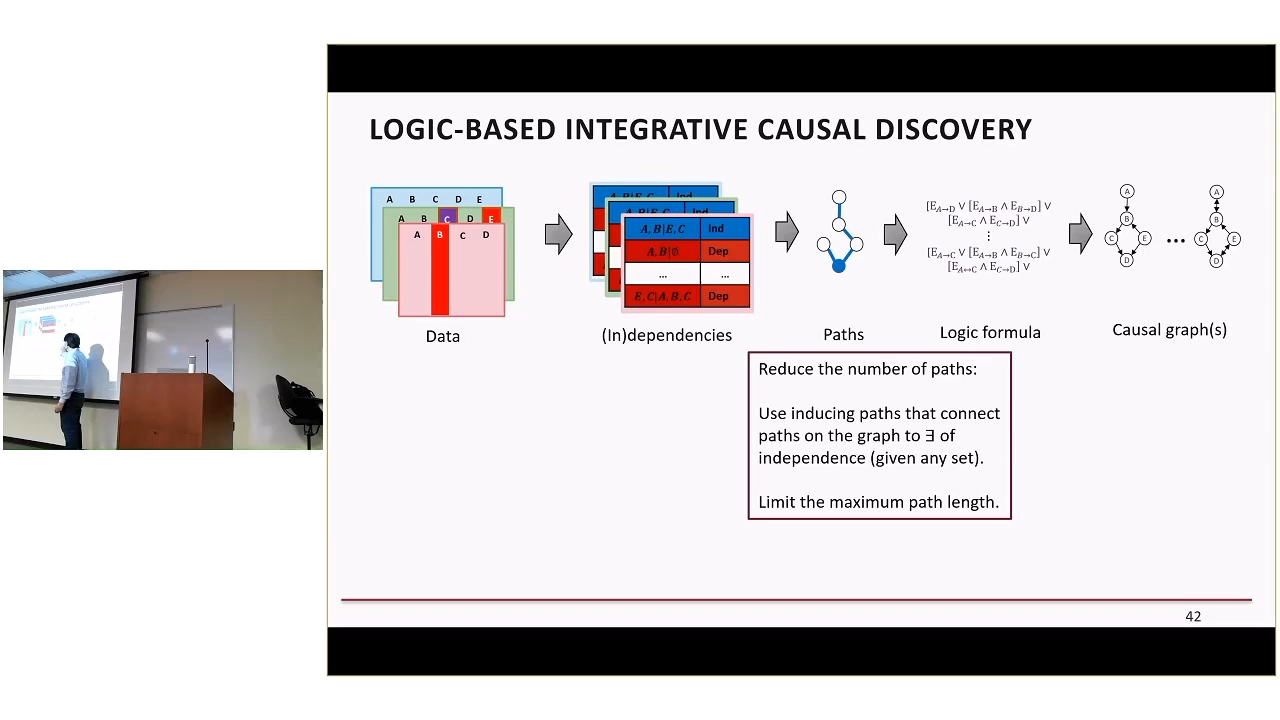 LOGIC-BASED INTEGRATIVE CAUSAL DISCOVERY
A B C D E
A B C D E
A B C D
Data
A, B|E, C Ind
A, B|E, C Ind
A, B|E, C Ind
A, B|∅ Dep
... ...
E, C|A, B, C Dep
(In)dependencies
Paths
[E_A→D ∨ [E_A→B ∧ E_B→D] ∨
[E_A→C ∧ E_C→D] ∨
⋮
[E_A→C ∨ [E_A→B ∧ E_B→C] ∨
[E_A↔C ∧ E_C→D] ∨
Logic formula
A
B
C E
D
...
A
B
C E
D
Causal graph(s)
Reduce the number of paths:
Use inducing paths that connect
paths on the graph to ∃ of
independence (given any set).
Limit the maximum path length.
42